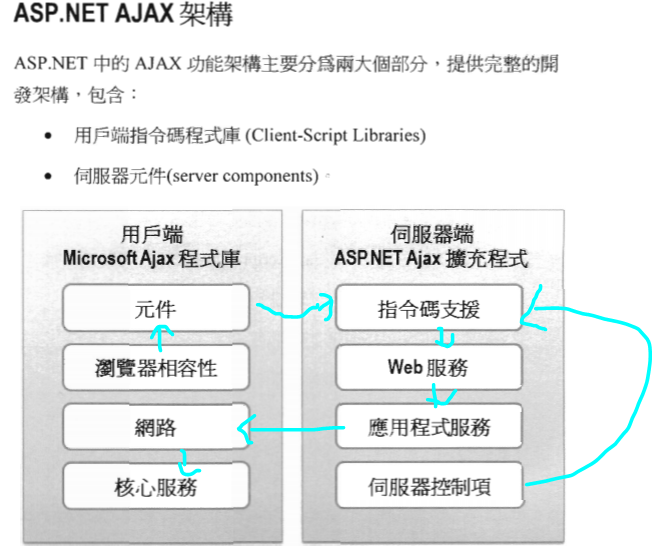 ASP.NET AJAX 架構
ASP.NET 中的 AJAX 功能架構主要分為兩大個部分，提供完整的開
發架構，包含：
• 用戶端指令碼程式庫 (Client-Script Libraries)
• 伺服器元件(server components)。
用戶端
Microsoft Ajax 程式庫
元件
瀏覽器相容性
網路
核心服務
伺服器端
ASP.NET Ajax 擴充程式
指令碼支援
Web 服務
應用程式服務
伺服器控制項